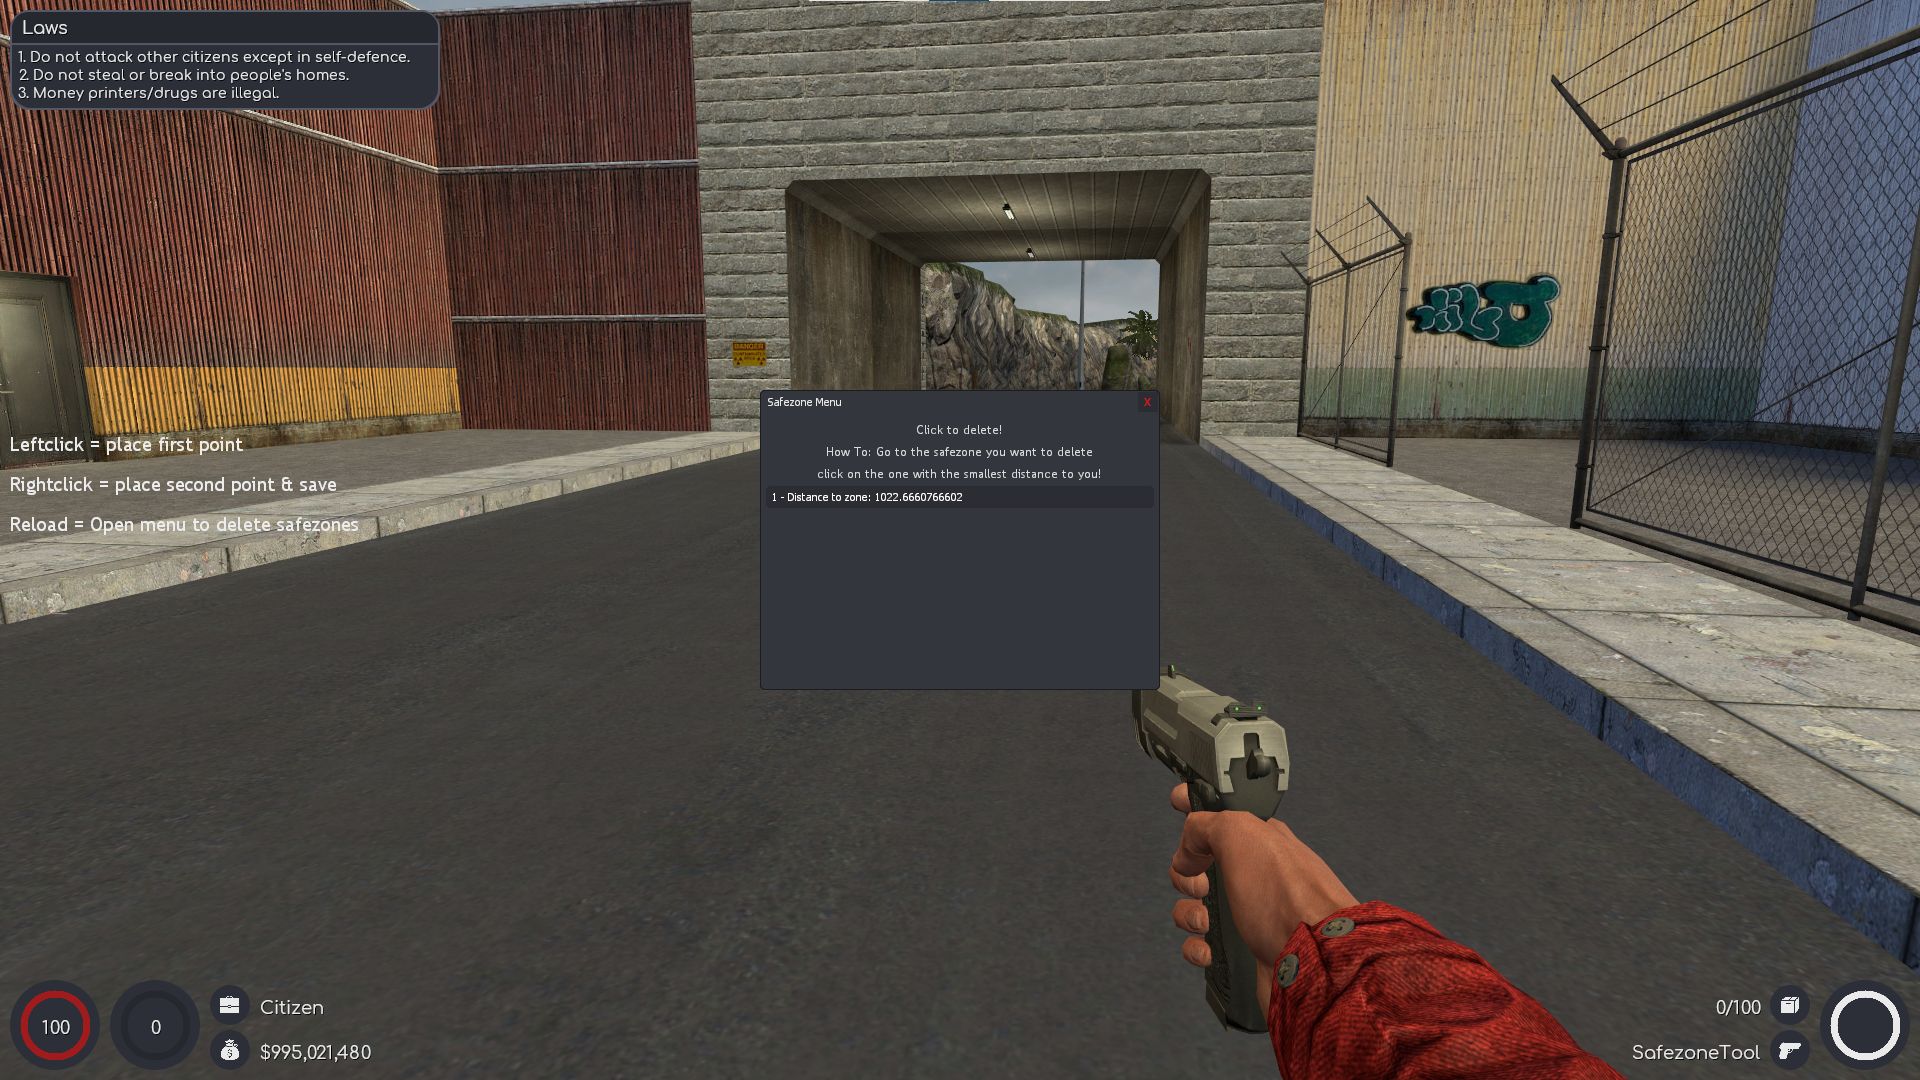 Laws
1. Do not attack other citizens except in self-defence.
2. Do not steal or break into people's homes.
3. Money printers/drugs are illegal.
DANGER
Leftclick = place first point
Rightclick = place second point & save
Reload = Open menu to delete safezones
Safezone Menu
X
Click to delete!
How To: Go to the safezone you want to delete
click on the one with the smallest distance to you!
1 - Distance to zone: 1022.6660766602
100
0
Citizen
$995,021,480
0/100
SafezoneTool